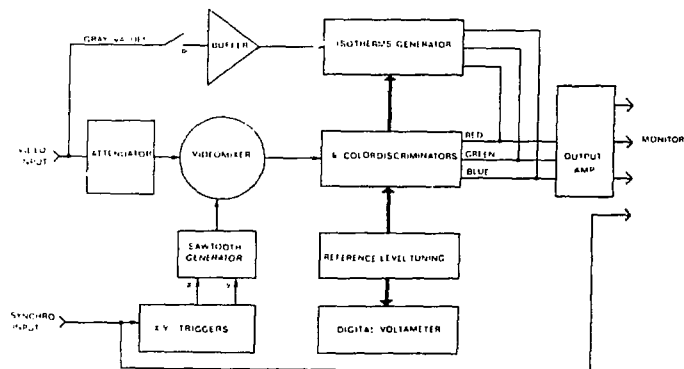 GRAY VALUES
BUFFER
ISOTHERMS GENERATOR
VIDEO
INPUT
ATTENUATOR
VIDEOMIXER
6 COLORDISCRIMINATORS
RED
GREEN
BLUE
OUTPUT
AMP
MONITOR
SAWTOOTH
GENERATOR
REFERENCE LEVEL TUNING
x
y
SYNCHRO
INPUT
X-Y TRIGGERS
DIGITAL VOLTAMETER